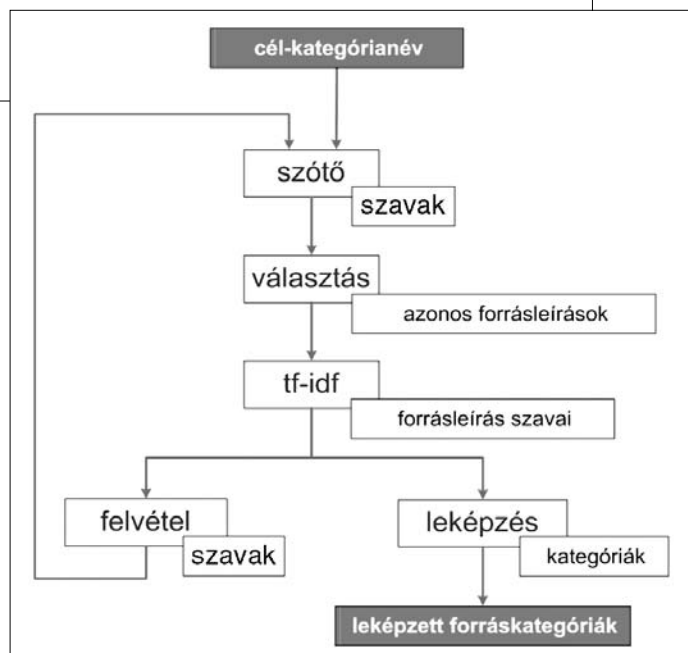 cél-kategórianév
szótő
szavak
választás
azonos forrásleírások
tf-idf
forrásleírás szavai
felvétel
szavak
leképzés
kategóriák
leképzett forráskategóriák